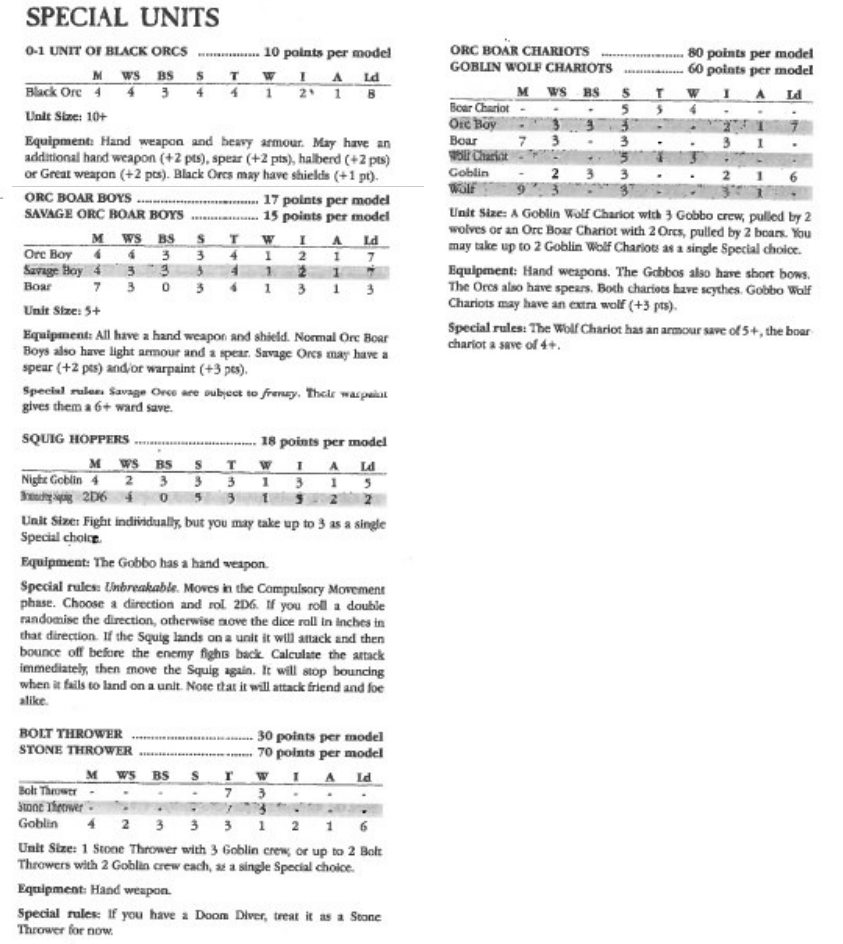 SPECIAL UNITS
0-1 UNIT OF BLACK ORCS ................ 10 points per model
M WS BS S T W I A Ld
Black Orc 4 4 3 4 4 1 2 1 8
Unit Size: 10+
Equipment: Hand weapon and heavy armour. May have an
additional hand weapon (+2 pts), spear (+2 pts), halberd (+2 pts)
or Great weapon (+2 pts). Black Orcs may have shields (+1 pt).
ORC BOAR BOYS ........................ 17 points per model
SAVAGE ORC BOAR BOYS ................ 15 points per model
M WS BS S T W I A Ld
Orc Boy 4 4 3 3 4 1 2 1 7
Savage Boy 4 3 3 3 4 1 2 1 7
Boar 7 3 0 3 4 1 3 1 3
Unit Size: 5+
Equipment: All have a hand weapon and shield. Normal Orc Boar
Boys also have light armour and a spear. Savage Orcs may have a
spear (+2 pts) and/or warpaint (+3 pts).
Special rules: Savage Orcs are subject to frenzy. Their warpaint
gives them a 6+ ward save.
SQUIG HOPPERS ............................. 18 points per model
M WS BS S T W I A Ld
Night Goblin 4 2 3 3 3 1 3 1 5
Bouncing Squig 2D6 4 0 5 3 1 5 2 2
Unit Size: Fight individually, but you may take up to 3 as a single
Special choice.
Equipment: The Gobbo has a hand weapon.
Special rules: Unbreakable. Moves in the Compulsory Movement
phase. Choose a direction and rol 2D6. If you roll a double
randomise the direction, otherwise move the dice roll in inches in
that direction. If the Squig lands on a unit it will attack and then
bounce off before the enemy fights back. Calculate the attack
immediately, then move the Squig again. It will stop bouncing
when it fails to land on a unit. Note that it will attack friend and foe
alike.
BOLT THROWER ............................. 30 points per model
STONE THROWER ........................... 70 points per model
M WS BS S T W I A Ld
Bolt Thrower - - - - 7 3 - - -
Stone Thrower - - - - 7 3 - - -
Goblin 4 2 3 3 3 1 2 1 6
Unit Size: 1 Stone Thrower with 3 Goblin crew, or up to 2 Bolt
Throwers with 2 Goblin crew each, as a single Special choice.
Equipment: Hand weapon.
Special rules: If you have a Doom Diver, treat it as a Stone
Thrower for now.
ORC BOAR CHARIOTS .................... 80 points per model
GOBLIN WOLF CHARIOTS .............. 60 points per model
M WS BS S T W I A Ld
Boar Chariot - - - 5 5 4 - - -
Orc Boy - 3 3 3 - - 2 1 7
Boar 7 3 - 3 - - 3 1 -
Wolf Chariot - - - 5 4 3 - - -
Goblin - 2 3 3 - - 2 1 6
Wolf 9 3 - 3 - - 3 1 -
Unit Size: A Goblin Wolf Chariot with 3 Gobbo crew, pulled by 2
wolves or an Orc Boar Chariot with 2 Orcs, pulled by 2 boars. You
may take up to 2 Goblin Wolf Chariots as a single Special choice.
Equipment: Hand weapons. The Gobbos also have short bows.
The Orcs also have spears. Both chariots have scythes. Gobbo Wolf
Chariots may have an extra wolf (+3 pts).
Special rules: The Wolf Chariot has an armour save of 5+, the boar
chariot a save of 4+.